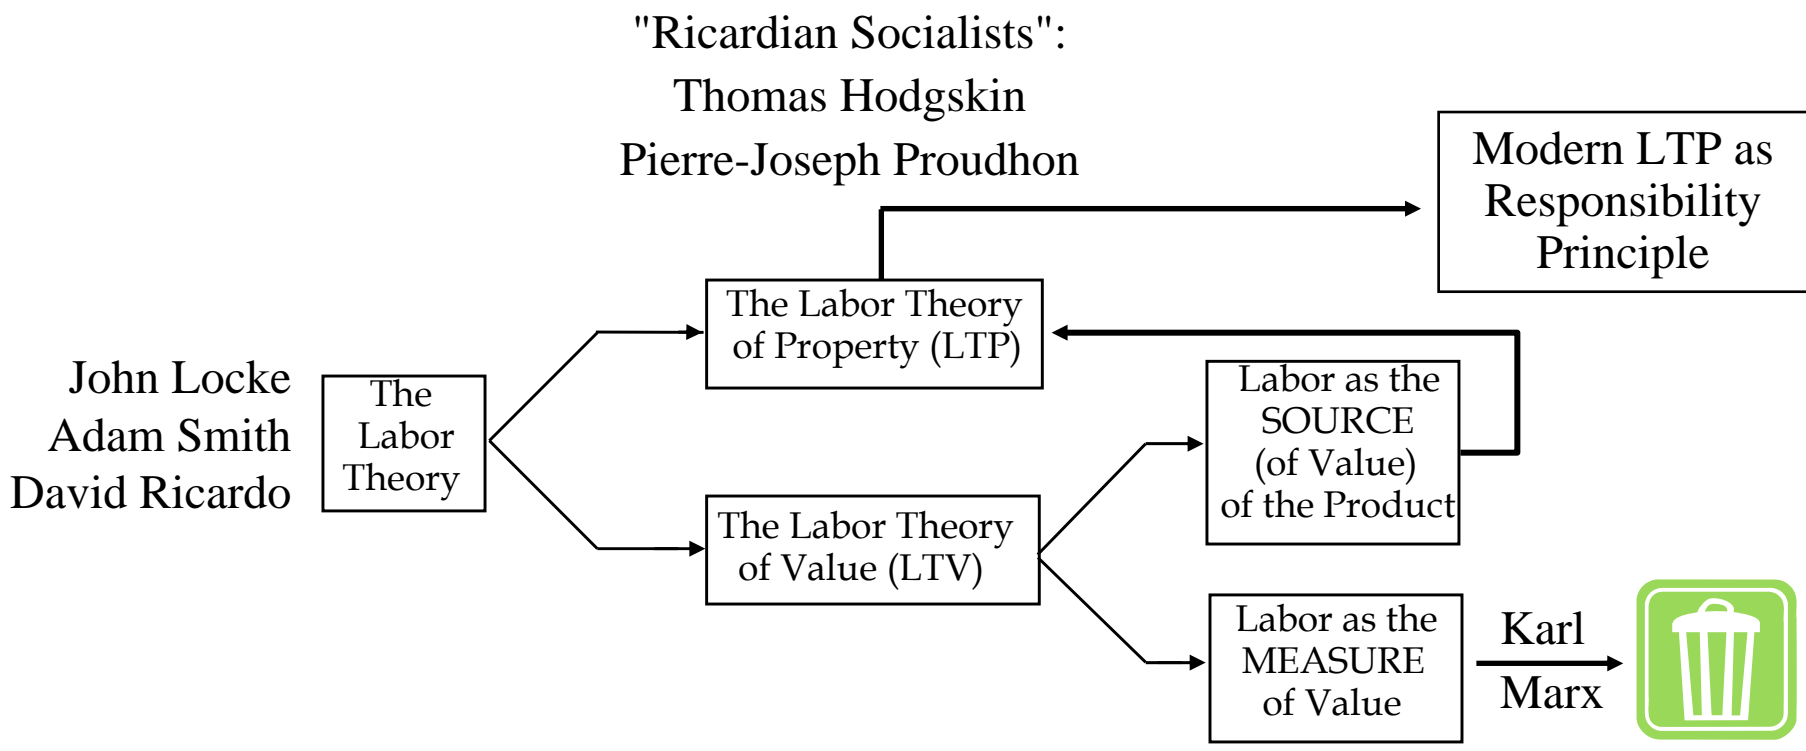 "Ricardian Socialists":
Thomas Hodgskin
Pierre-Joseph Proudhon
Modern LTP as
Responsibility
Principle
The Labor Theory
of Property (LTP)
John Locke
Adam Smith
David Ricardo
The
Labor
Theory
Labor as the
SOURCE
(of Value)
of the Product
The Labor Theory
of Value (LTV)
Labor as the
MEASURE
of Value
Karl
Marx